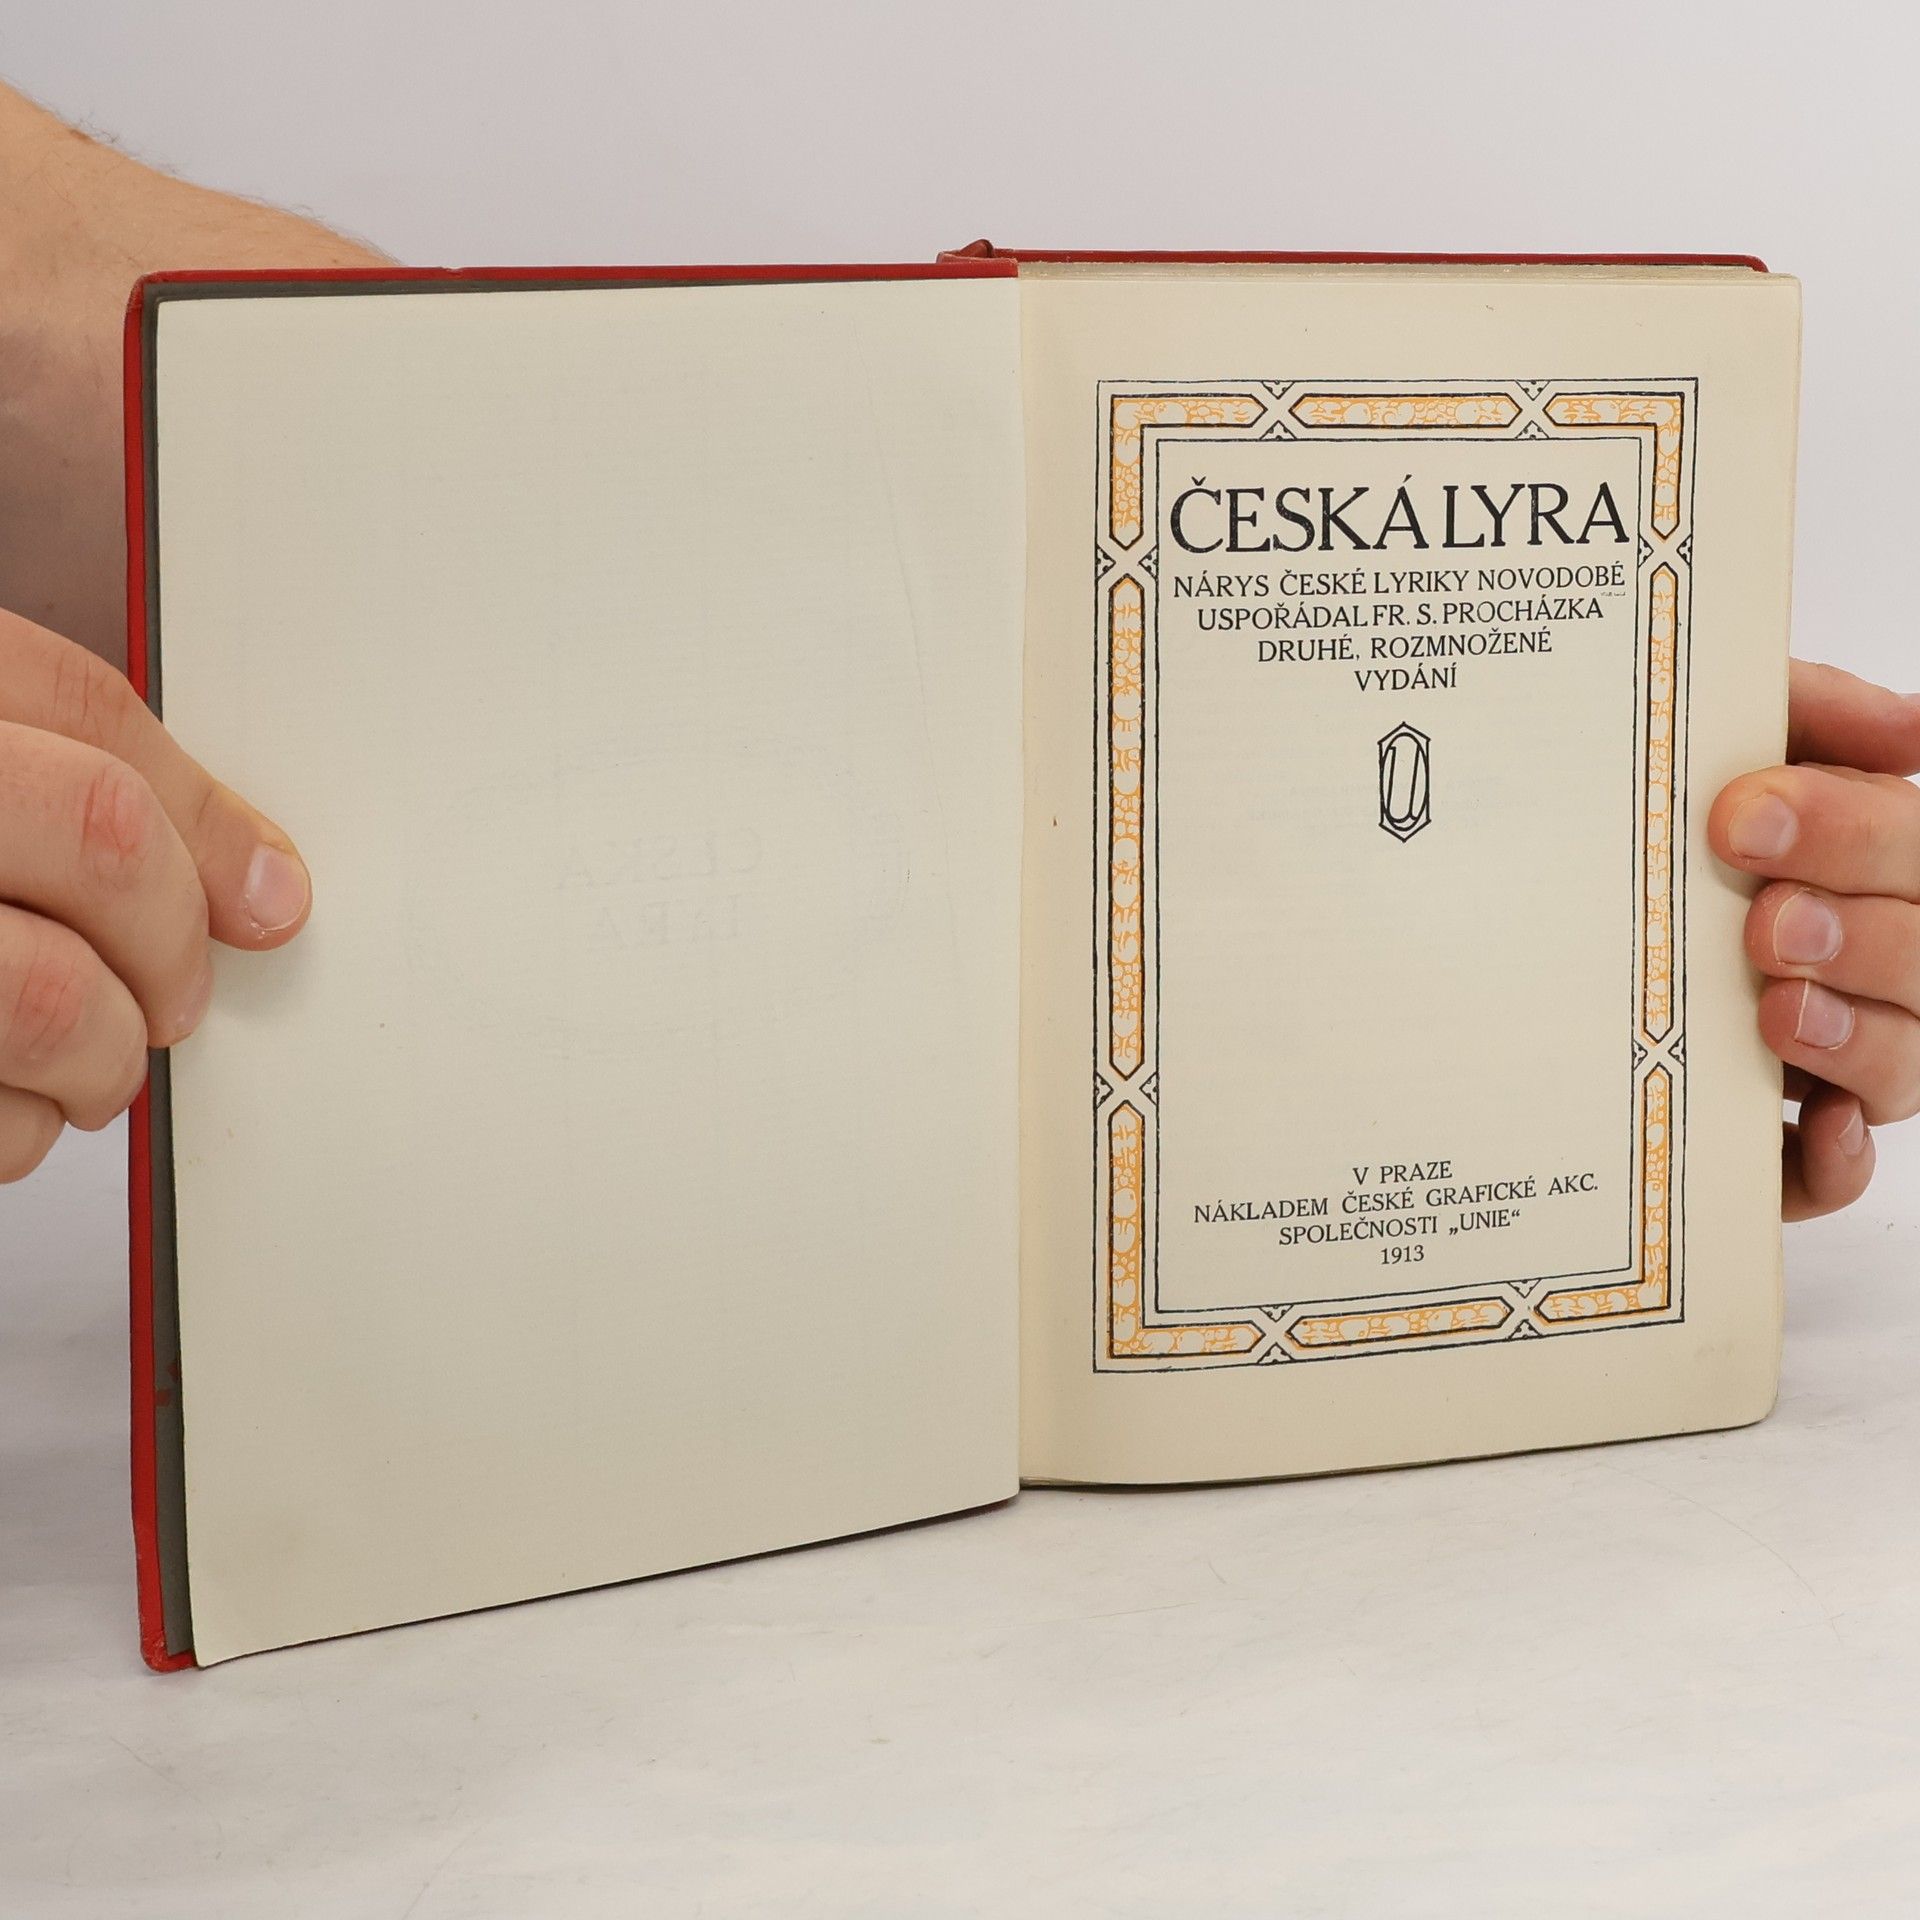 ČESKÁ LYRA
NÁRYS ČESKÉ LYRIKY NOVODOBÉ
USPOŘÁDAL FR. S. PROCHÁZKA
DRUHÉ, ROZMNOŽENÉ
VYDÁNÍ
U
V PRAZE
NÁKLADEM ČESKÉ GRAFICKÉ AKC.
SPOLEČNOSTI „UNIE“
1913